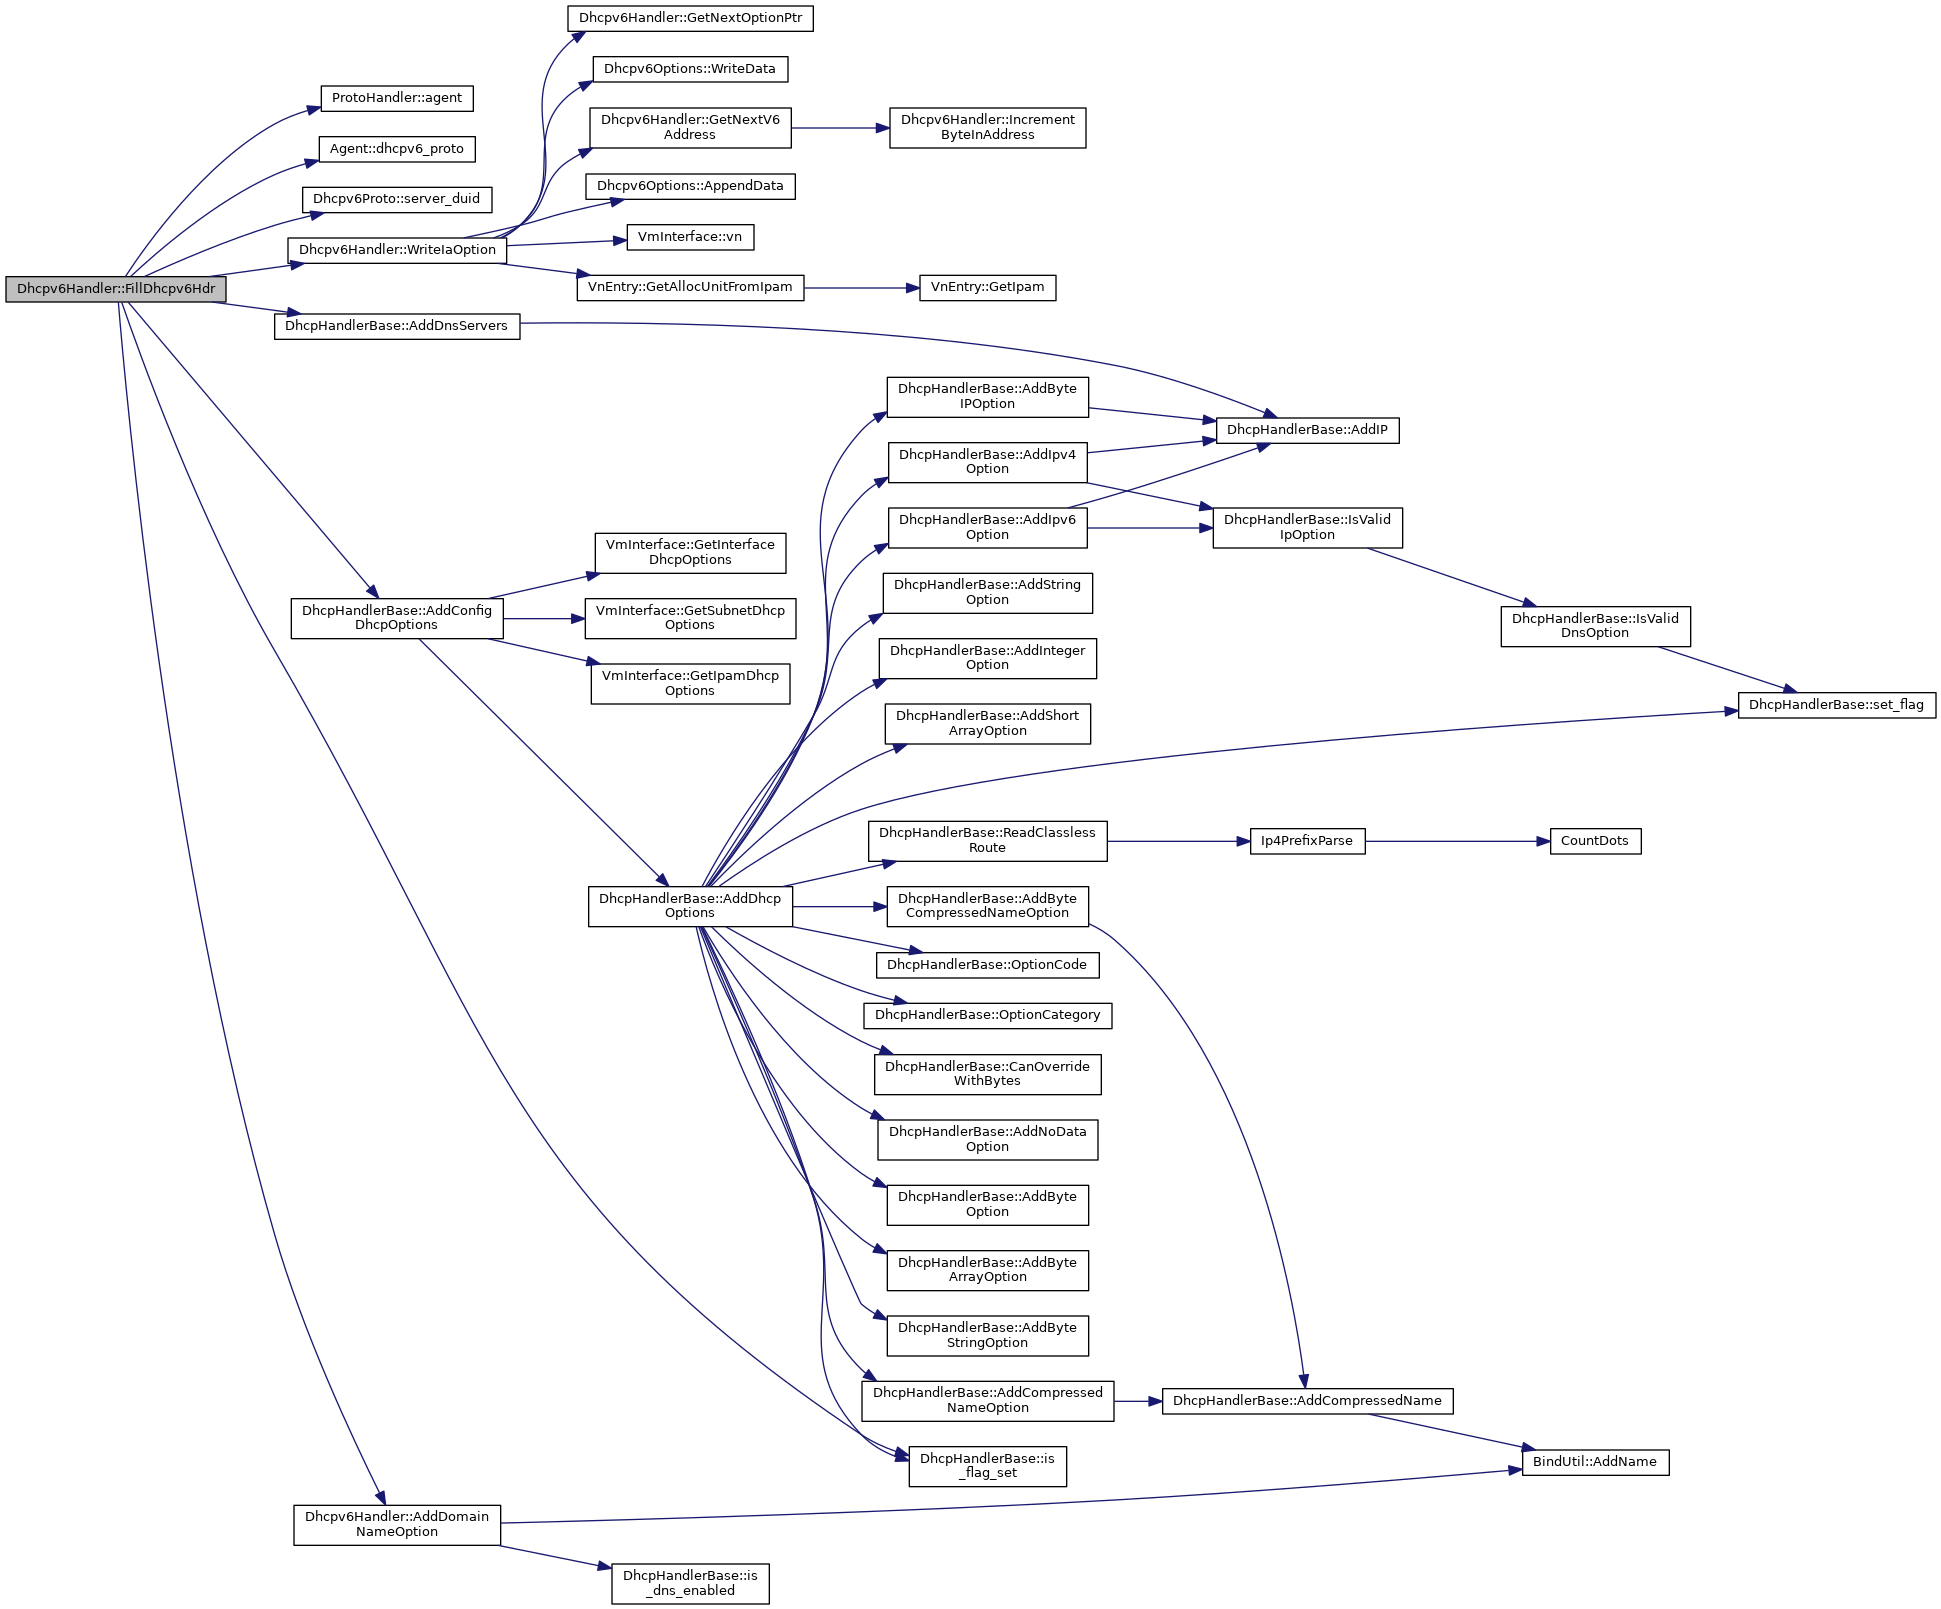 Dhcpv6Handler::GetNextOptionPtr
Dhcpv6Options::WriteData
ProtoHandler::agent
Dhcpv6Handler::GetNextV6
Address
Dhcpv6Handler::Increment
ByteInAddress
Agent::dhcpv6_proto
Dhcpv6Options::AppendData
Dhcpv6Proto::server_duid
VmInterface::vn
Dhcpv6Handler::WriteIaOption
Dhcpv6Handler::FillDhcpv6Hdr
VnEntry::GetAllocUnitFromIpam
VnEntry::GetIpam
DhcpHandlerBase::AddDnsServers
DhcpHandlerBase::AddByte
IPOption
DhcpHandlerBase::AddIP
DhcpHandlerBase::AddIpv4
Option
DhcpHandlerBase::AddIpv6
Option
DhcpHandlerBase::IsValid
IpOption
VmInterface::GetInterface
DhcpOptions
DhcpHandlerBase::AddString
Option
DhcpHandlerBase::AddConfig
DhcpOptions
VmInterface::GetSubnetDhcp
Options
DhcpHandlerBase::IsValid
DnsOption
DhcpHandlerBase::AddInteger
Option
VmInterface::GetIpamDhcp
Options
DhcpHandlerBase::set_flag
DhcpHandlerBase::AddShort
ArrayOption
DhcpHandlerBase::ReadClassless
Route
Ip4PrefixParse
CountDots
DhcpHandlerBase::AddDhcp
Options
DhcpHandlerBase::AddByte
CompressedNameOption
DhcpHandlerBase::OptionCode
DhcpHandlerBase::OptionCategory
DhcpHandlerBase::CanOverride
WithBytes
DhcpHandlerBase::AddNoData
Option
DhcpHandlerBase::AddByte
Option
DhcpHandlerBase::AddByte
ArrayOption
DhcpHandlerBase::AddByte
StringOption
DhcpHandlerBase::AddCompressed
NameOption
DhcpHandlerBase::AddCompressedName
DhcpHandlerBase::is
_flag_set
BindUtil::AddName
Dhcpv6Handler::AddDomain
NameOption
DhcpHandlerBase::is
_dns_enabled